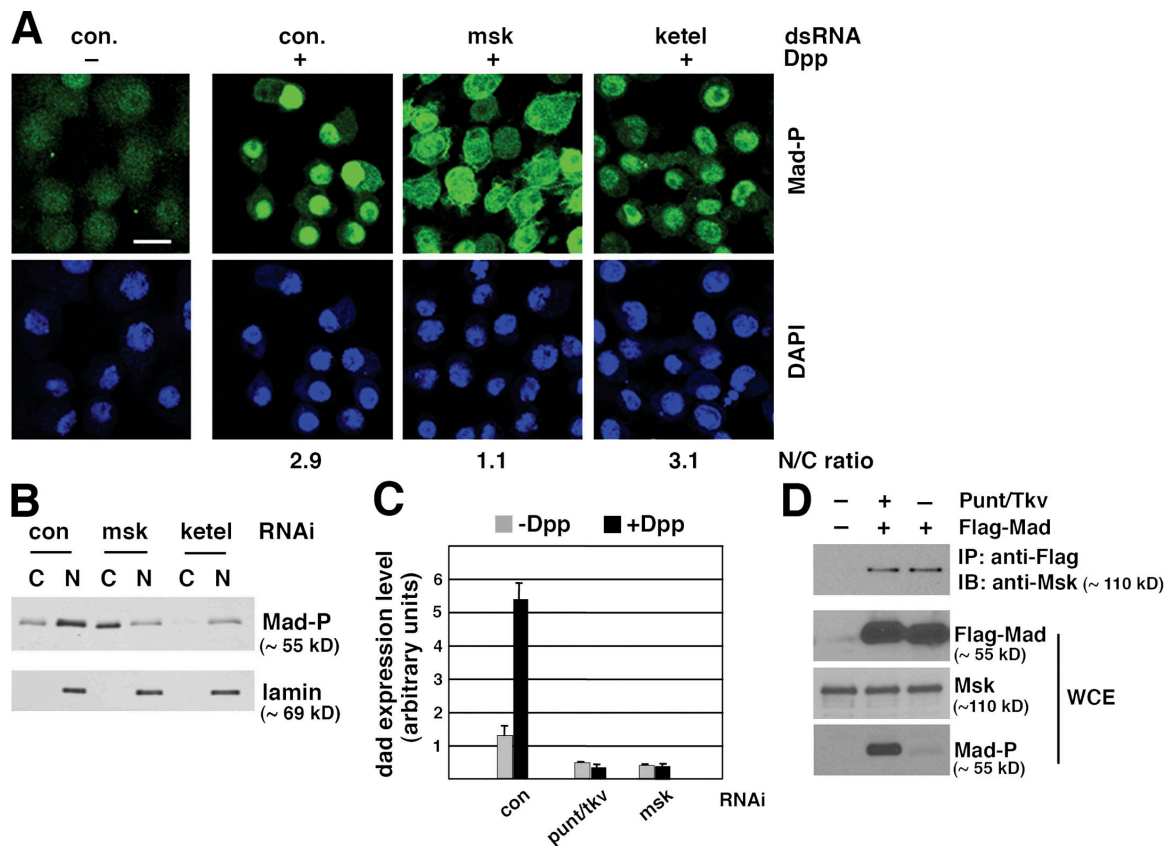 A
con. con. msk ketel dsRNA
– + + + Dpp
Mad-P
DAPI
2.9 1.1 3.1 N/C ratio
B
con msk ketel RNAi
C N C N C N
Mad-P
(~ 55 kD)
lamin
(~ 69 kD)
C
-Dpp +Dpp
dad expression level
(arbitrary units)
6
5
4
3
2
1
con punt/tkv msk RNAi
D
– + – Punt/Tkv
– + + Flag-Mad
IP: anti-Flag
IB: anti-Msk (~ 110 kD)
Flag-Mad
(~ 55 kD)
Msk
(~110 kD)
Mad-P
(~ 55 kD)
WCE